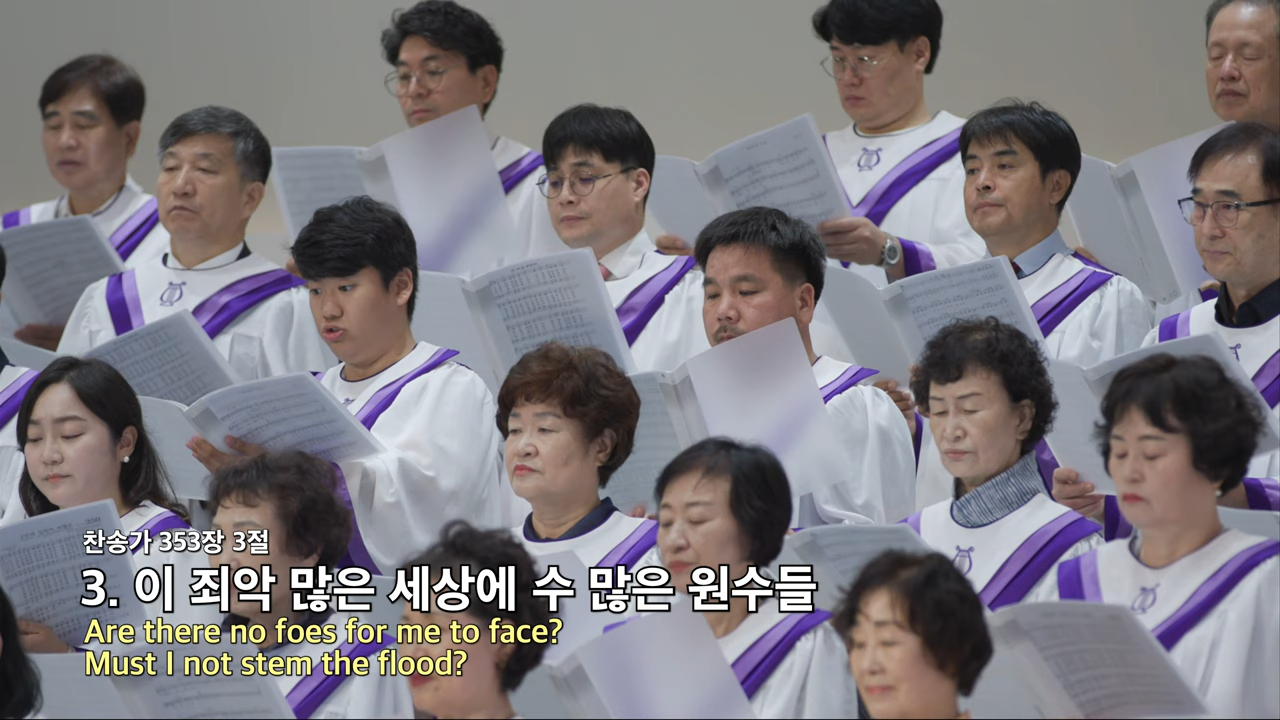 찬송가 353장 3절
3. 이 죄악 많은 세상에 수 많은 원수들
Are there no foes for me to face?
Must I not stem the flood?